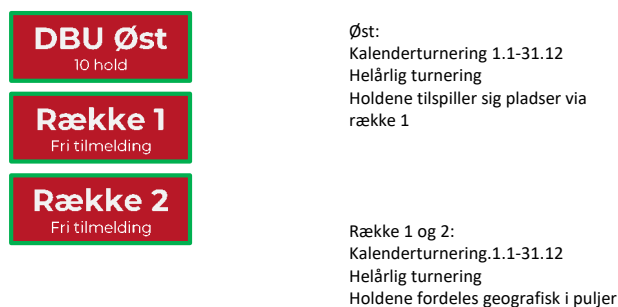 DBU Øst
10 hold
Række 1
Fri tilmelding
Række 2
Fri tilmelding
Øst:
Kalenderturnering 1.1-31.12
Helårlig turnering
Holdene tilspiller sig pladser via
række 1
Række 1 og 2:
Kalenderturnering.1.1-31.12
Helårlig turnering
Holdene fordeles geografisk i puljer